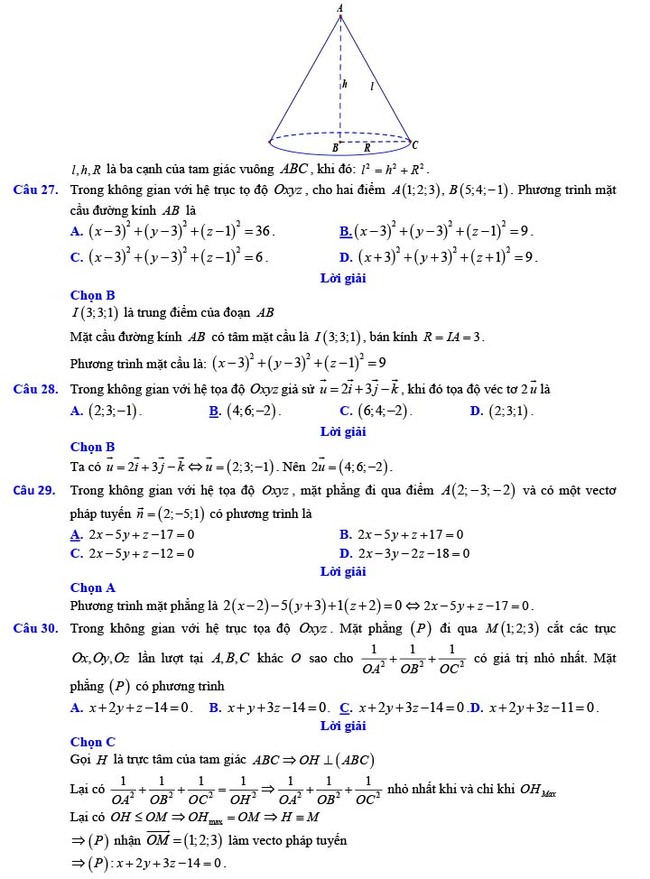 A
h
l
B
R
C
l, h, R là ba cạnh của tam giác vuông ABC, khi đó: l² = h² + R².
Câu 27. Trong không gian với hệ trục tọ độ Oxyz, cho hai điểm A(1;2;3), B(5;4;−1). Phương trình mặt
cầu đường kính AB là
A. (x−3)² + (y−3)² + (z−1)² = 36. B. (x−3)² + (y−3)² + (z−1)² = 9.
C. (x−3)² + (y−3)² + (z−1)² = 6. D. (x+3)² + (y+3)² + (z+1)² = 9.
Lời giải
Chọn B
I(3;3;1) là trung điểm của đoạn AB
Mặt cầu đường kính AB có tâm mặt cầu là I(3;3;1), bán kính R = IA = 3.
Phương trình mặt cầu là: (x−3)² + (y−3)² + (z−1)² = 9
Câu 28. Trong không gian với hệ tọa độ Oxyz giả sử u⃗ = 2i⃗ + 3j⃗ − k⃗, khi đó tọa độ véc tơ 2u⃗ là
A. (2;3;−1). B. (4;6;−2). C. (6;4;−2). D. (2;3;1).
Lời giải
Chọn B
Ta có u⃗ = 2i⃗ + 3j⃗ − k⃗ ⇔ u⃗ = (2;3;−1). Nên 2u⃗ = (4;6;−2).
Câu 29. Trong không gian với hệ tọa độ Oxyz, mặt phẳng đi qua điểm A(2;−3;−2) và có một vectơ
pháp tuyến n⃗ = (2;−5;1) có phương trình là
A. 2x−5y+z−17=0 B. 2x−5y+z+17=0
C. 2x−5y+z−12=0 D. 2x−3y−2z−18=0
Lời giải
Chọn A
Phương trình mặt phẳng là 2(x−2)−5(y+3)+1(z+2)=0 ⇔ 2x−5y+z−17=0.
Câu 30. Trong không gian với hệ trục tọa độ Oxyz. Mặt phẳng (P) đi qua M(1;2;3) cắt các trục
Ox,Oy,Oz lần lượt tại A,B,C khác O sao cho 1/OA² + 1/OB² + 1/OC² có giá trị nhỏ nhất. Mặt
phẳng (P) có phương trình
A. x+2y+z−14=0. B. x+y+3z−14=0. C. x+2y+3z−14=0. D. x+2y+3z−11=0.
Lời giải
Chọn C
Gọi H là trực tâm của tam giác ABC ⇒ OH ⊥ (ABC)
Lại có 1/OA² + 1/OB² + 1/OC² = 1/OH² ⇒ 1/OA² + 1/OB² + 1/OC² nhỏ nhất khi và chỉ khi OH_Max
Lại có OH ≤ OM ⇒ OH_max = OM ⇒ H ≡ M
⇒ (P) nhận OM⃗ = (1;2;3) làm vecto pháp tuyến
⇒ (P): x+2y+3z−14=0.